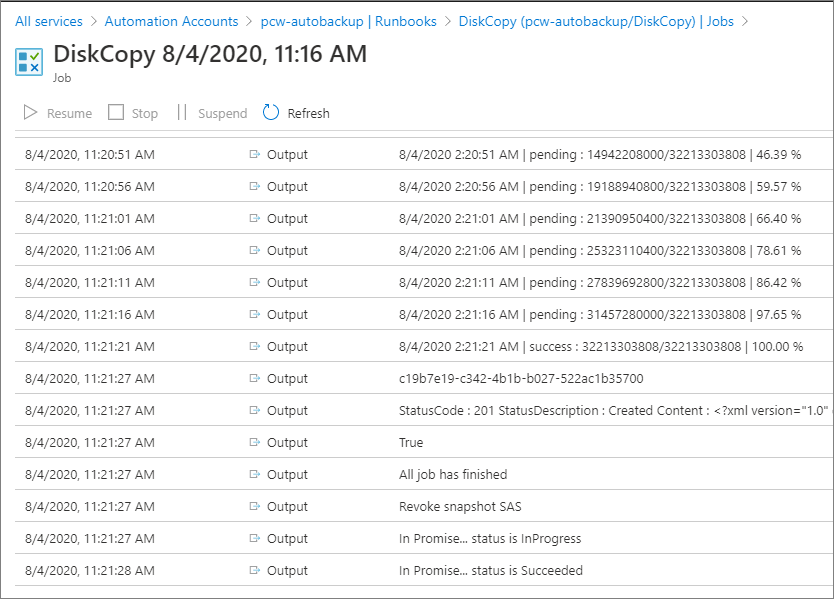 All services > Automation Accounts > pcw-autobackup | Runbooks > DiskCopy (pcw-autobackup/DiskCopy) | Jobs >
DiskCopy 8/4/2020, 11:16 AM
Job
Resume Stop Suspend Refresh
8/4/2020, 11:20:51 AM Output 8/4/2020 2:20:51 AM | pending : 14942208000/32213303808 | 46.39 %
8/4/2020, 11:20:56 AM Output 8/4/2020 2:20:56 AM | pending : 19188940800/32213303808 | 59.57 %
8/4/2020, 11:21:01 AM Output 8/4/2020 2:21:01 AM | pending : 21390950400/32213303808 | 66.40 %
8/4/2020, 11:21:06 AM Output 8/4/2020 2:21:06 AM | pending : 25323110400/32213303808 | 78.61 %
8/4/2020, 11:21:11 AM Output 8/4/2020 2:21:11 AM | pending : 27839692800/32213303808 | 86.42 %
8/4/2020, 11:21:16 AM Output 8/4/2020 2:21:16 AM | pending : 31457280000/32213303808 | 97.65 %
8/4/2020, 11:21:21 AM Output 8/4/2020 2:21:21 AM | success : 32213303808/32213303808 | 100.00 %
8/4/2020, 11:21:27 AM Output c19b7e19-c342-4b1b-b027-522ac1b35700
8/4/2020, 11:21:27 AM Output StatusCode : 201 StatusDescription : Created Content : <?xml version="1.0"
8/4/2020, 11:21:27 AM Output True
8/4/2020, 11:21:27 AM Output All job has finished
8/4/2020, 11:21:27 AM Output Revoke snapshot SAS
8/4/2020, 11:21:27 AM Output In Promise... status is InProgress
8/4/2020, 11:21:28 AM Output In Promise... status is Succeeded